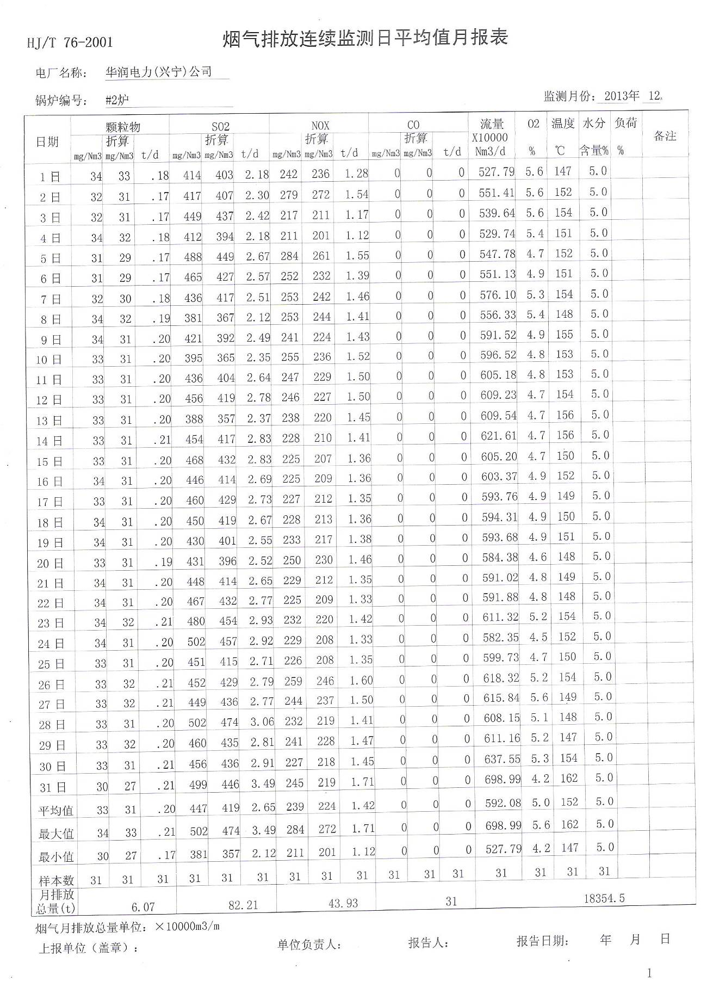 HJ/T 76-2001
烟气排放连续监测日平均值月报表
电厂名称： 华润电力(兴宁)公司
锅炉编号： #2炉 监测月份： 2013年 12.
日期 颗粒物 SO2 NOX CO 流量 O2 温度 水分 负荷 备注
折算 折算 折算 折算 X10000
mg/Nm3 mg/Nm3 t/d mg/Nm3 mg/Nm3 t/d mg/Nm3 mg/Nm3 t/d mg/Nm3 mg/Nm3 t/d Nm3/d % ℃ 含量% %
1 日 34 33 .18 414 403 2.18 242 236 1.28 0 0 0 527.79 5.6 147 5.0
2 日 32 31 .17 417 407 2.30 279 272 1.54 0 0 0 551.41 5.6 152 5.0
3 日 32 31 .17 449 437 2.42 217 211 1.17 0 0 0 539.64 5.6 154 5.0
4 日 34 32 .18 412 394 2.18 211 201 1.12 0 0 0 529.74 5.4 151 5.0
5 日 31 29 .17 488 449 2.67 284 261 1.55 0 0 0 547.78 4.7 152 5.0
6 日 31 29 .17 465 427 2.57 252 232 1.39 0 0 0 551.13 4.9 151 5.0
7 日 32 30 .18 436 417 2.51 253 242 1.46 0 0 0 576.10 5.3 154 5.0
8 日 34 32 .19 381 367 2.12 253 244 1.41 0 0 0 556.33 5.4 148 5.0
9 日 34 31 .20 421 392 2.49 241 224 1.43 0 0 0 591.52 4.9 155 5.0
10 日 33 31 .20 395 365 2.35 255 236 1.52 0 0 0 596.52 4.8 153 5.0
11 日 33 31 .20 436 404 2.64 247 229 1.50 0 0 0 605.18 4.8 153 5.0
12 日 33 31 .20 456 419 2.78 246 227 1.50 0 0 0 609.23 4.7 154 5.0
13 日 33 31 .20 388 357 2.37 238 220 1.45 0 0 0 609.54 4.7 156 5.0
14 日 33 31 .21 454 417 2.83 228 210 1.41 0 0 0 621.61 4.7 156 5.0
15 日 33 31 .20 468 432 2.83 225 207 1.36 0 0 0 605.20 4.7 150 5.0
16 日 34 31 .20 446 414 2.69 225 209 1.36 0 0 0 603.37 4.9 152 5.0
17 日 33 31 .20 460 429 2.73 227 212 1.35 0 0 0 593.76 4.9 149 5.0
18 日 34 31 .20 450 419 2.67 228 213 1.36 0 0 0 594.31 4.9 150 5.0
19 日 34 31 .20 430 401 2.55 233 217 1.38 0 0 0 593.68 4.9 151 5.0
20 日 33 31 .19 431 396 2.52 250 230 1.46 0 0 0 584.38 4.6 148 5.0
21 日 34 31 .20 448 414 2.65 229 212 1.35 0 0 0 591.02 4.8 149 5.0
22 日 34 31 .20 467 432 2.77 225 209 1.33 0 0 0 591.88 4.8 148 5.0
23 日 34 32 .21 480 454 2.93 232 220 1.42 0 0 0 611.32 5.2 154 5.0
24 日 34 31 .20 502 457 2.92 229 208 1.33 0 0 0 582.35 4.5 152 5.0
25 日 33 31 .20 451 415 2.71 226 208 1.35 0 0 0 599.73 4.7 150 5.0
26 日 33 32 .21 452 429 2.79 259 246 1.60 0 0 0 618.32 5.2 154 5.0
27 日 33 32 .21 449 436 2.77 244 237 1.50 0 0 0 615.84 5.6 149 5.0
28 日 33 31 .20 502 474 3.06 232 219 1.41 0 0 0 608.15 5.1 148 5.0
29 日 33 32 .20 460 435 2.81 241 228 1.47 0 0 0 611.16 5.2 147 5.0
30 日 33 31 .21 456 436 2.91 227 218 1.45 0 0 0 637.55 5.3 154 5.0
31 日 30 27 .21 499 446 3.49 245 219 1.71 0 0 0 698.99 4.2 162 5.0
平均值 33 31 .20 447 419 2.65 239 224 1.42 0 0 0 592.08 5.0 152 5.0
最大值 34 33 .21 502 474 3.49 284 272 1.71 0 0 0 698.99 5.6 162 5.0
最小值 30 27 .17 381 357 2.12 211 201 1.12 0 0 0 527.79 4.2 147 5.0
样本数 31 31 31 31 31 31 31 31 31 31 31 31 31 31 31 31
月排放
总量(t) 6.07 82.21 43.93 31 18354.5
烟气月排放总量单位：×10000m3/m
上报单位（盖章）： 单位负责人： 报告人： 报告日期： 年 月 日
1